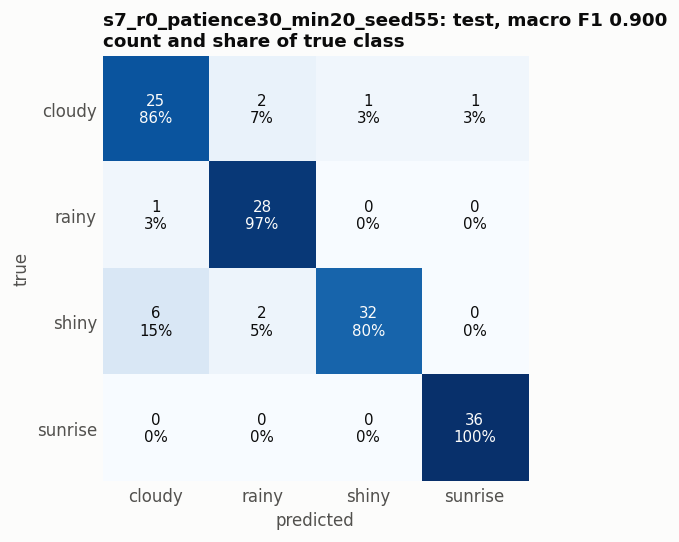 s7_r0_patience30_min20_seed55: test, macro F1 0.900
count and share of true class
cloudy
25
86%
2
7%
1
3%
1
3%
rainy
1
3%
28
97%
0
0%
0
0%
shiny
6
15%
2
5%
32
80%
0
0%
sunrise
0
0%
0
0%
0
0%
36
100%
true
cloudy
rainy
shiny
sunrise
predicted